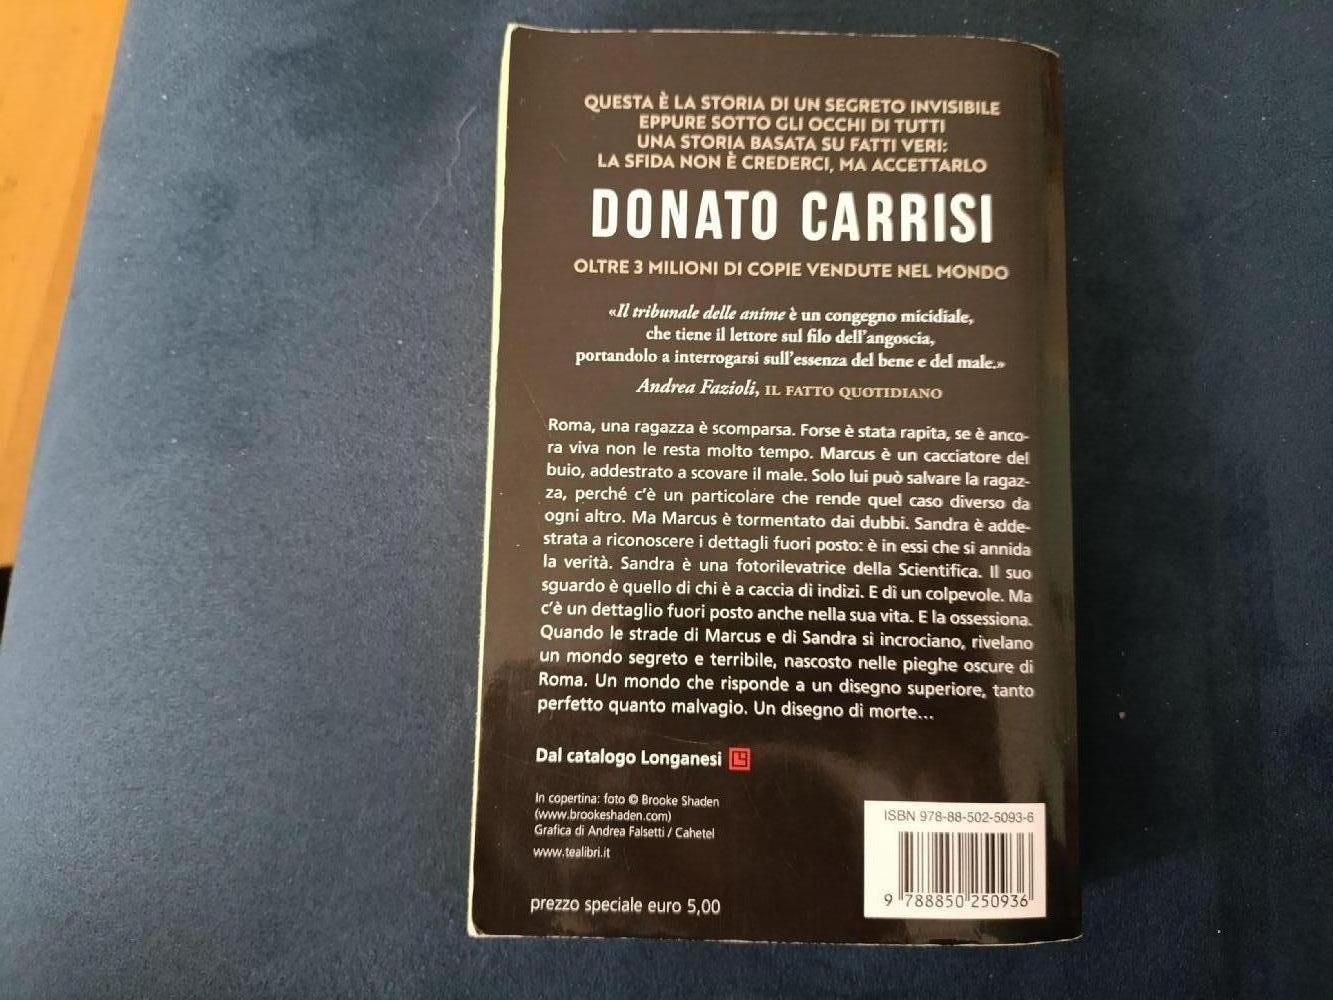 QUESTA È LA STORIA DI UN SEGRETO INVISIBILE
EPPURE SOTTO GLI OCCHI DI TUTTI
UNA STORIA BASATA SU FATTI VERI:
LA SFIDA NON È CREDERCI, MA ACCETTARLO
DONATO CARRISI
OLTRE 3 MILIONI DI COPIE VENDUTE NEL MONDO
«Il tribunale delle anime è un congegno micidiale,
che tiene il lettore sul filo dell'angoscia,
portandolo a interrogarsi sull'essenza del bene e del male.»
Andrea Fazioli, IL FATTO QUOTIDIANO
Roma, una ragazza è scomparsa. Forse è stata rapita, se è anco-
ra viva non le resta molto tempo. Marcus è un cacciatore del
buio, addestrato a scovare il male. Solo lui può salvare la ragaz-
za, perché c'è un particolare che rende quel caso diverso da
ogni altro. Ma Marcus è tormentato dai dubbi. Sandra è adde-
strata a riconoscere i dettagli fuori posto: è in essi che si annida
la verità. Sandra è una fotorilevatrice della Scientifica. Il suo
sguardo è quello di chi è a caccia di indizi. E di un colpevole. Ma
c'è un dettaglio fuori posto anche nella sua vita. E la ossessiona.
Quando le strade di Marcus e di Sandra si incrociano, rivelano
un mondo segreto e terribile, nascosto nelle pieghe oscure di
Roma. Un mondo che risponde a un disegno superiore, tanto
perfetto quanto malvagio. Un disegno di morte...
Dal catalogo Longanesi
In copertina: foto © Brooke Shaden
(www.brookeshaden.com)
Grafica di Andrea Falsetti / Cahetel
www.tealibri.it
prezzo speciale euro 5,00
ISBN 978-88-502-5093-6
9 788850 250936